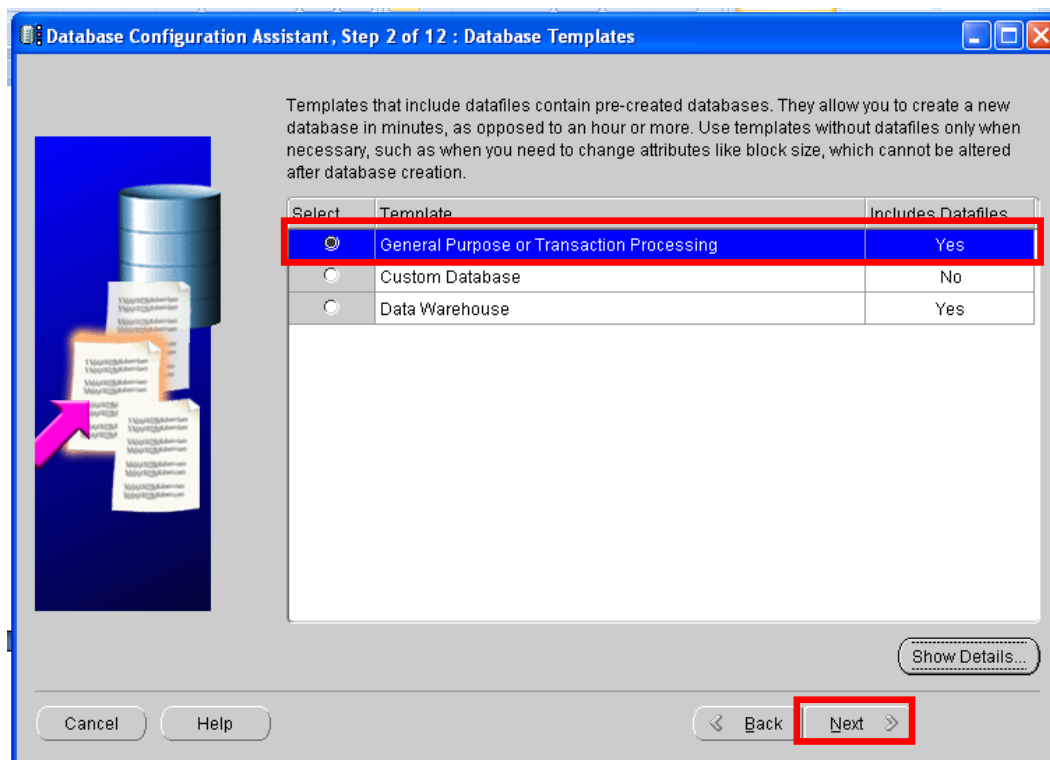 Database Configuration Assistant, Step 2 of 12 : Database Templates
Templates that include datafiles contain pre-created databases. They allow you to create a new
database in minutes, as opposed to an hour or more. Use templates without datafiles only when
necessary, such as when you need to change attributes like block size, which cannot be altered
after database creation.
Select Template Includes Datafiles
General Purpose or Transaction Processing Yes
Custom Database No
Data Warehouse Yes
Show Details...
Cancel Help Back Next